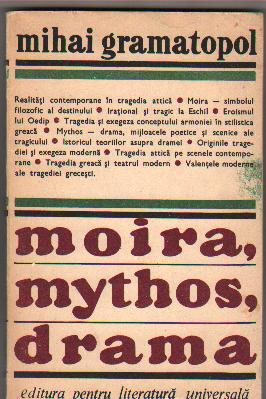 mihai gramatopol
Realități contemporane în tragedia attică ● Moira — simbolul
filozofic al destinului ● Irațional și tragic la Eschil ● Eroismul
lui Oedip ● Tragedia și exegeza conceptului armoniei în stilistica
greacă ● Mythos — drama, mijloacele poetice și scenice ale
tragicului ● Istoricul teoriilor asupra dramei ● Originile trage-
diei și exegeza modernă ● Tragedia attică pe scenele contempo-
rane ● Tragedia greacă și teatrul modern ● Valențele moderne
ale tragediei grecești.
moira,
mythos,
drama
editura pentru literatură universală